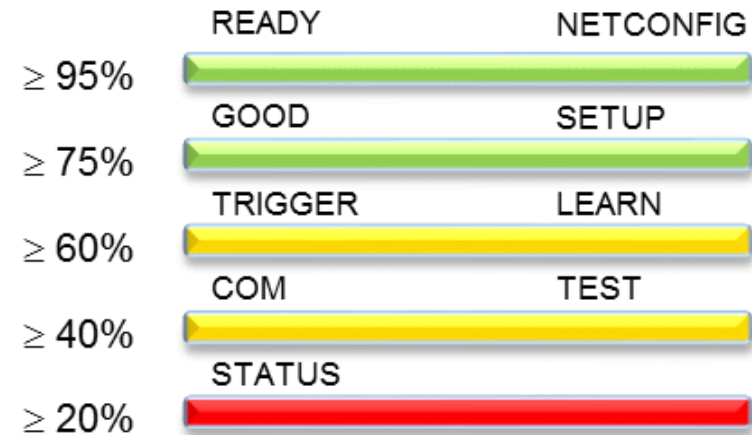 READY NETCONFIG
≥ 95%
GOOD SETUP
≥ 75%
TRIGGER LEARN
≥ 60%
COM TEST
≥ 40%
STATUS
≥ 20%